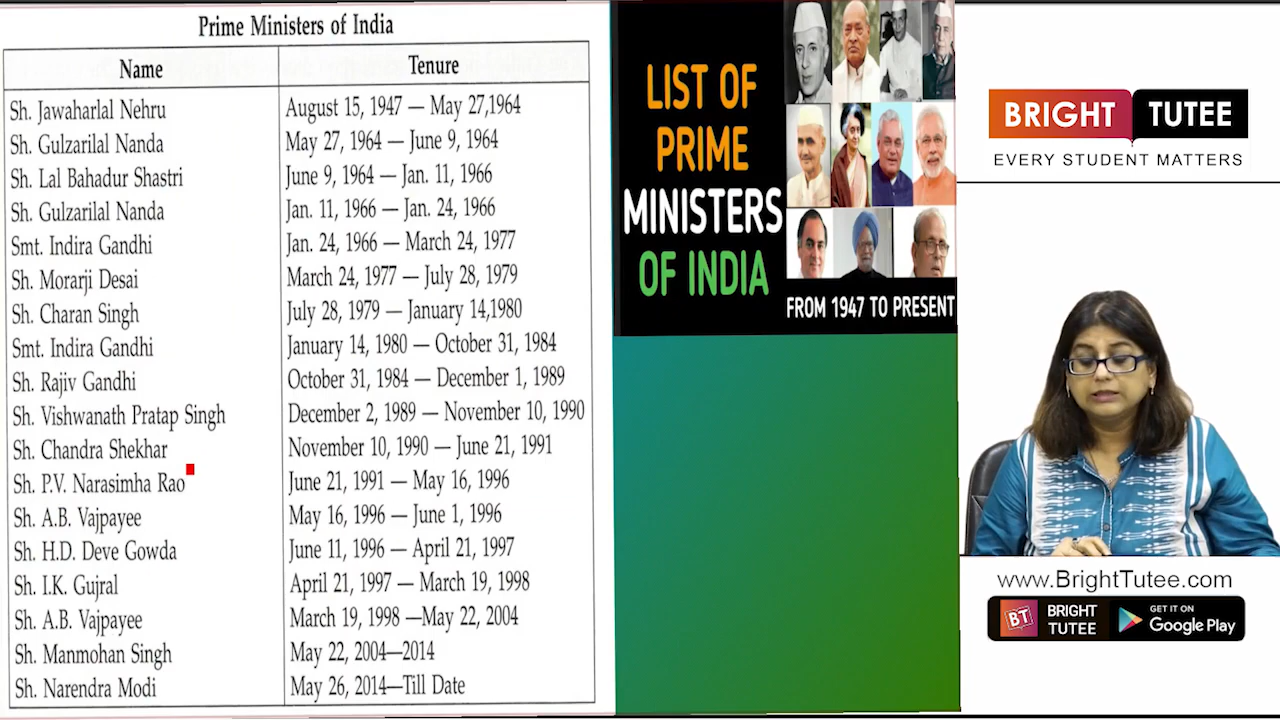 Prime Ministers of India
Name Tenure
Sh. Jawaharlal Nehru August 15, 1947 — May 27,1964
Sh. Gulzarilal Nanda May 27, 1964 — June 9, 1964
Sh. Lal Bahadur Shastri June 9, 1964 — Jan. 11, 1966
Sh. Gulzarilal Nanda Jan. 11, 1966 — Jan. 24, 1966
Smt. Indira Gandhi Jan. 24, 1966 — March 24, 1977
Sh. Morarji Desai March 24, 1977 — July 28, 1979
Sh. Charan Singh July 28, 1979 — January 14,1980
Smt. Indira Gandhi January 14, 1980 — October 31, 1984
Sh. Rajiv Gandhi October 31, 1984 — December 1, 1989
Sh. Vishwanath Pratap Singh December 2, 1989 — November 10, 1990
Sh. Chandra Shekhar November 10, 1990 — June 21, 1991
Sh. P.V. Narasimha Rao June 21, 1991 — May 16, 1996
Sh. A.B. Vajpayee May 16, 1996 — June 1, 1996
Sh. H.D. Deve Gowda June 11, 1996 — April 21, 1997
Sh. I.K. Gujral April 21, 1997 — March 19, 1998
Sh. A.B. Vajpayee March 19, 1998 —May 22, 2004
Sh. Manmohan Singh May 22, 2004—2014
Sh. Narendra Modi May 26, 2014—Till Date
LIST OF
PRIME
MINISTERS
OF INDIA
FROM 1947 TO PRESENT
BRIGHT TUTEE
EVERY STUDENT MATTERS
www.BrightTutee.com
BT
BRIGHT
TUTEE
GET IT ON
Google Play